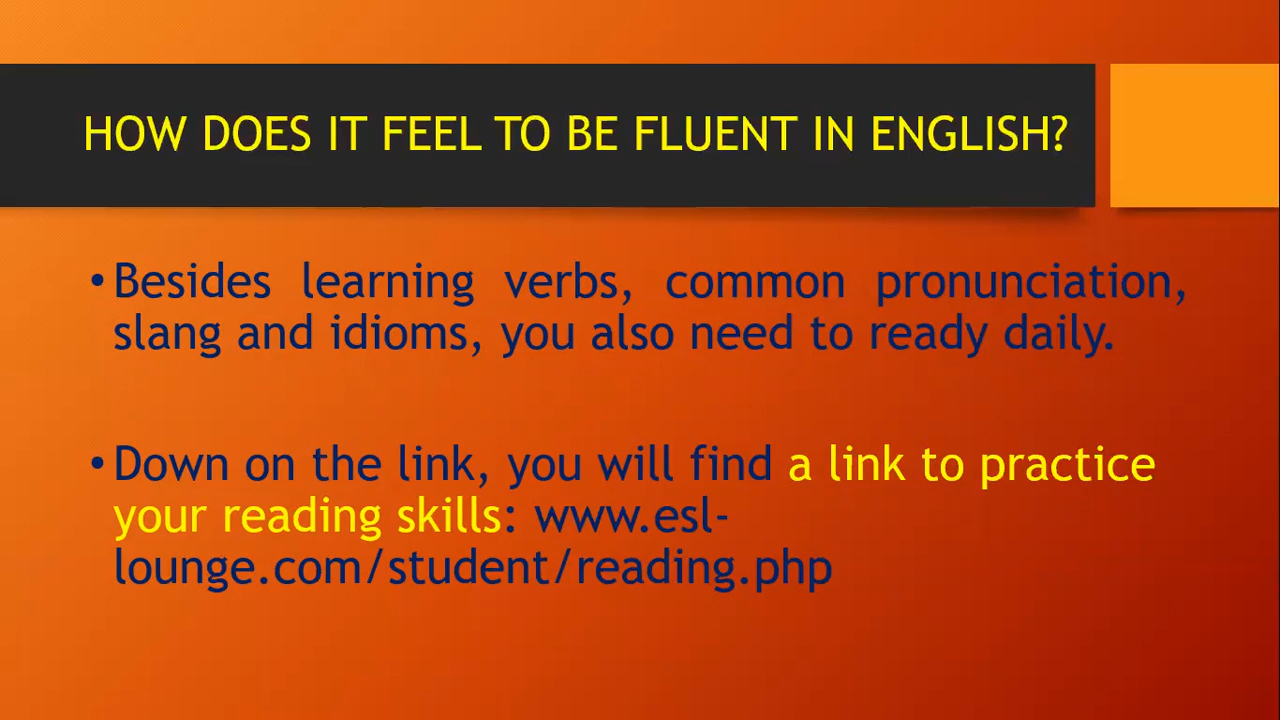 HOW DOES IT FEEL TO BE FLUENT IN ENGLISH?
•Besides learning verbs, common pronunciation,
slang and idioms, you also need to ready daily.
•Down on the link, you will find a link to practice
your reading skills: www.esl-
lounge.com/student/reading.php